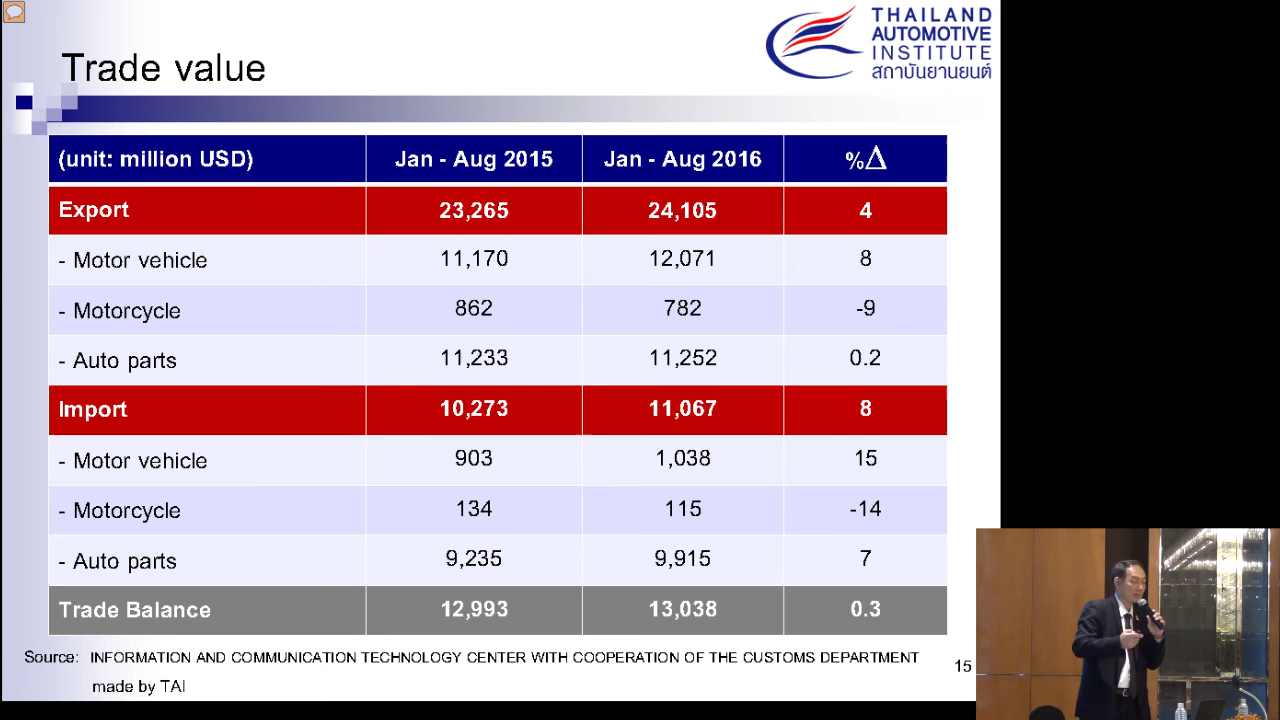 THAILAND
AUTOMOTIVE
INSTITUTE
สถาบันยานยนต์
Trade value
(unit: million USD) Jan - Aug 2015 Jan - Aug 2016 %Δ
Export 23,265 24,105 4
- Motor vehicle 11,170 12,071 8
- Motorcycle 862 782 -9
- Auto parts 11,233 11,252 0.2
Import 10,273 11,067 8
- Motor vehicle 903 1,038 15
- Motorcycle 134 115 -14
- Auto parts 9,235 9,915 7
Trade Balance 12,993 13,038 0.3
Source: INFORMATION AND COMMUNICATION TECHNOLOGY CENTER WITH COOPERATION OF THE CUSTOMS DEPARTMENT
made by TAI
15